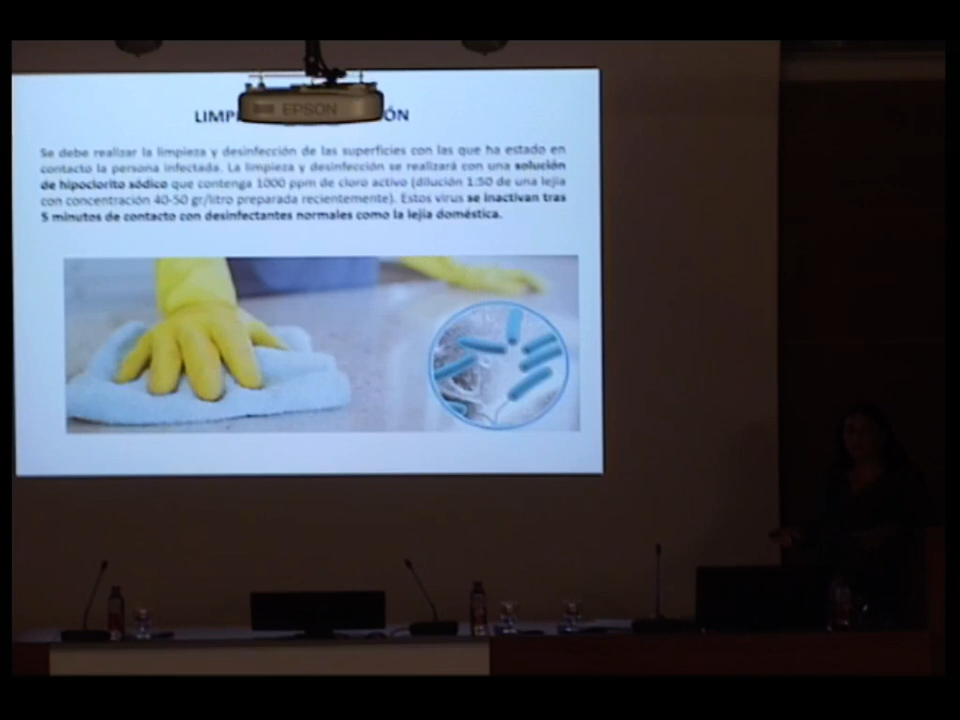 EPSON
LIMP ÓN
Se debe realizar la limpieza y desinfección de las superficies con las que ha estado en
contacto la persona infectada. La limpieza y desinfección se realizará con una solución
de hipoclorito sódico que contenga 1000 ppm de cloro activo (dilución 1:50 de una lejía
con concentración 40-50 gr/litro preparada recientemente). Estos virus se inactivan tras
5 minutos de contacto con desinfectantes normales como la lejía doméstica.